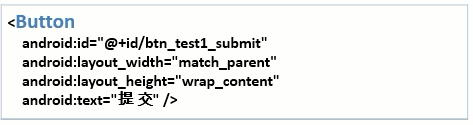 <Button
android:id="@+id/btn_test1_submit"
android:layout_width="match_parent"
android:layout_height="wrap_content"
android:text="提 交" />